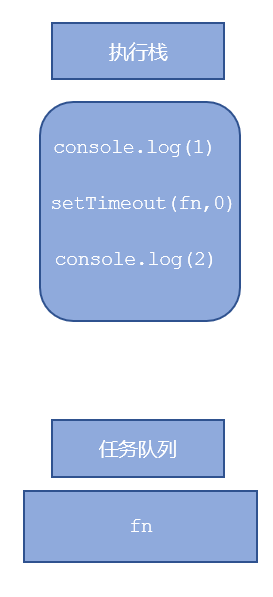 执行栈
console.log(1)
setTimeout(fn,0)
console.log(2)
任务队列
fn